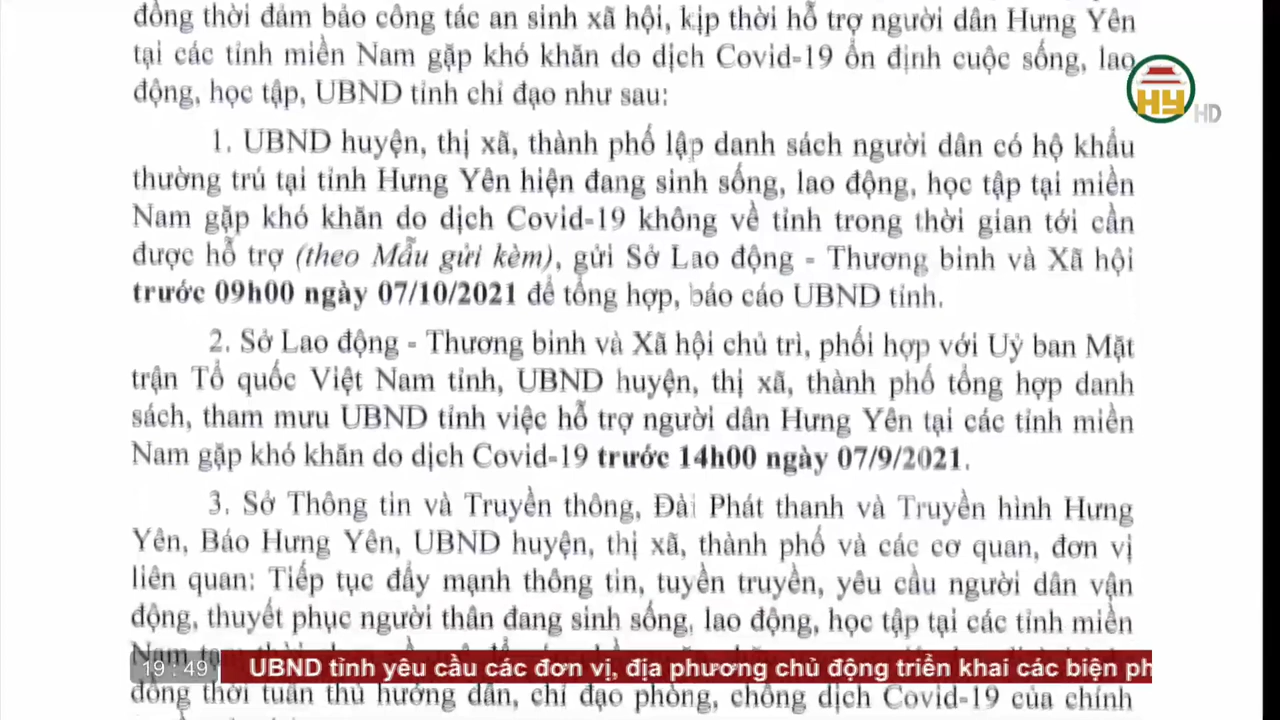 đồng thời đảm bảo công tác an sinh xã hội, kịp thời hỗ trợ người dân Hưng Yên
tại các tỉnh miền Nam gặp khó khăn do dịch Covid-19 ổn định cuộc sống, lao
động, học tập, UBND tỉnh chỉ đạo như sau:
HY HD
1. UBND huyện, thị xã, thành phố lập danh sách người dân có hộ khẩu
thường trú tại tỉnh Hưng Yên hiện đang sinh sống, lao động, học tập tại miền
Nam gặp khó khăn do dịch Covid-19 không về tỉnh trong thời gian tới cần
được hỗ trợ (theo Mẫu gửi kèm), gửi Sở Lao động - Thương binh và Xã hội
trước 09h00 ngày 07/10/2021 để tổng hợp, báo cáo UBND tỉnh.
2. Sở Lao động - Thương binh và Xã hội chủ trì, phối hợp với Uỷ ban Mặt
trận Tổ quốc Việt Nam tỉnh, UBND huyện, thị xã, thành phố tổng hợp danh
sách, tham mưu UBND tỉnh việc hỗ trợ người dân Hưng Yên tại các tỉnh miền
Nam gặp khó khăn do dịch Covid-19 trước 14h00 ngày 07/9/2021.
3. Sở Thông tin và Truyền thông, Đài Phát thanh và Truyền hình Hưng
Yên, Báo Hưng Yên, UBND huyện, thị xã, thành phố và các cơ quan, đơn vị
liên quan: Tiếp tục đẩy mạnh thông tin, tuyên truyền, yêu cầu người dân vận
động, thuyết phục người thân đang sinh sống, lao động, học tập tại các tỉnh miền
Nam
19:49 UBND tỉnh yêu cầu các đơn vị, địa phương chủ động triển khai các biện ph
đồng thời tuân thủ hướng dẫn, chỉ đạo phòng, chống dịch Covid-19 của chính